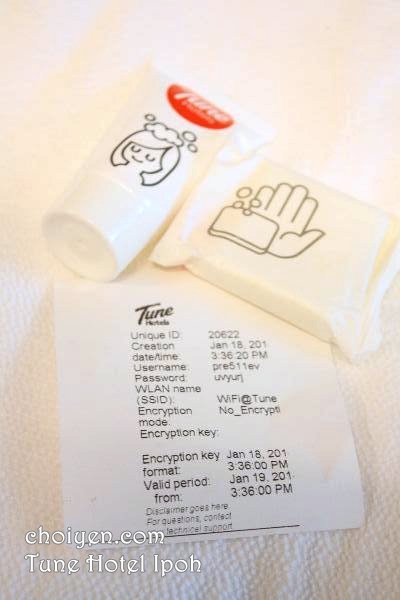 Tune
Hotels
Tune
Hotels
Unique ID: 20622
Creation Jan 18, 201
date/time: 3:36:20 PM
Username: pre511ev
Password: uvyurj
WLAN name
(SSID): WiFi@Tune
Encryption No_Encrypti
mode:
Encryption key:
Encryption key Jan 18, 201
format: 3:36:00 PM
Valid period: Jan 19, 201
from: 3:36:00 PM
Disclaimer goes here
For questions, contact
technical support
choiyen.com
Tune Hotel Ipoh